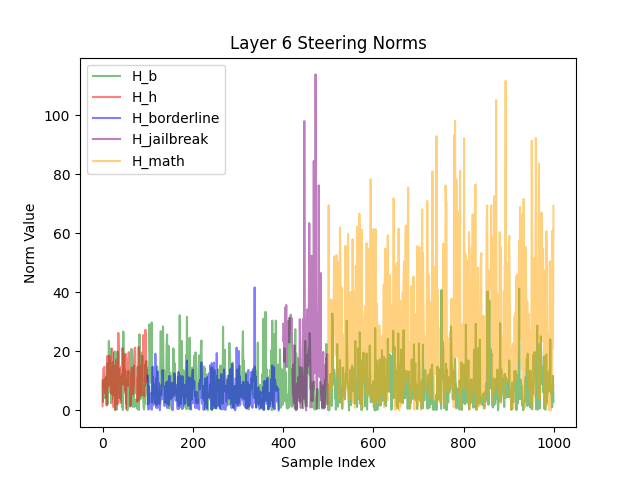 Layer 6 Steering Norms
H_b
H_h
H_borderline
H_jailbreak
H_math
100
80
60
40
20
0
Norm Value
0 200 400 600 800 1000
Sample Index